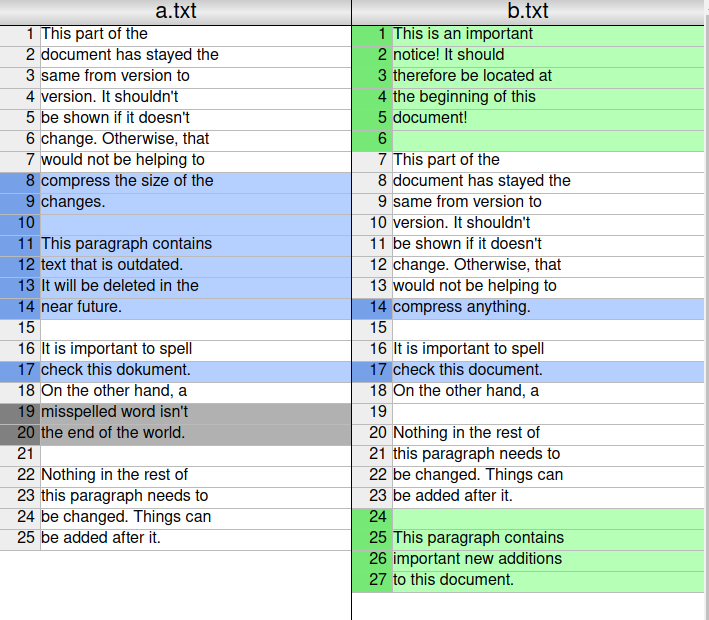 a.txt
1 This part of the
2 document has stayed the
3 same from version to
4 version. It shouldn't
5 be shown if it doesn't
6 change. Otherwise, that
7 would not be helping to
8 compress the size of the
9 changes.
10
11 This paragraph contains
12 text that is outdated.
13 It will be deleted in the
14 near future.
15
16 It is important to spell
17 check this dokument.
18 On the other hand, a
19 misspelled word isn't
20 the end of the world.
21
22 Nothing in the rest of
23 this paragraph needs to
24 be changed. Things can
25 be added after it.
b.txt
1 This is an important
2 notice! It should
3 therefore be located at
4 the beginning of this
5 document!
6
7 This part of the
8 document has stayed the
9 same from version to
10 version. It shouldn't
11 be shown if it doesn't
12 change. Otherwise, that
13 would not be helping to
14 compress anything.
15
16 It is important to spell
17 check this document.
18 On the other hand, a
19
20 Nothing in the rest of
21 this paragraph needs to
22 be changed. Things can
23 be added after it.
24
25 This paragraph contains
26 important new additions
27 to this document.